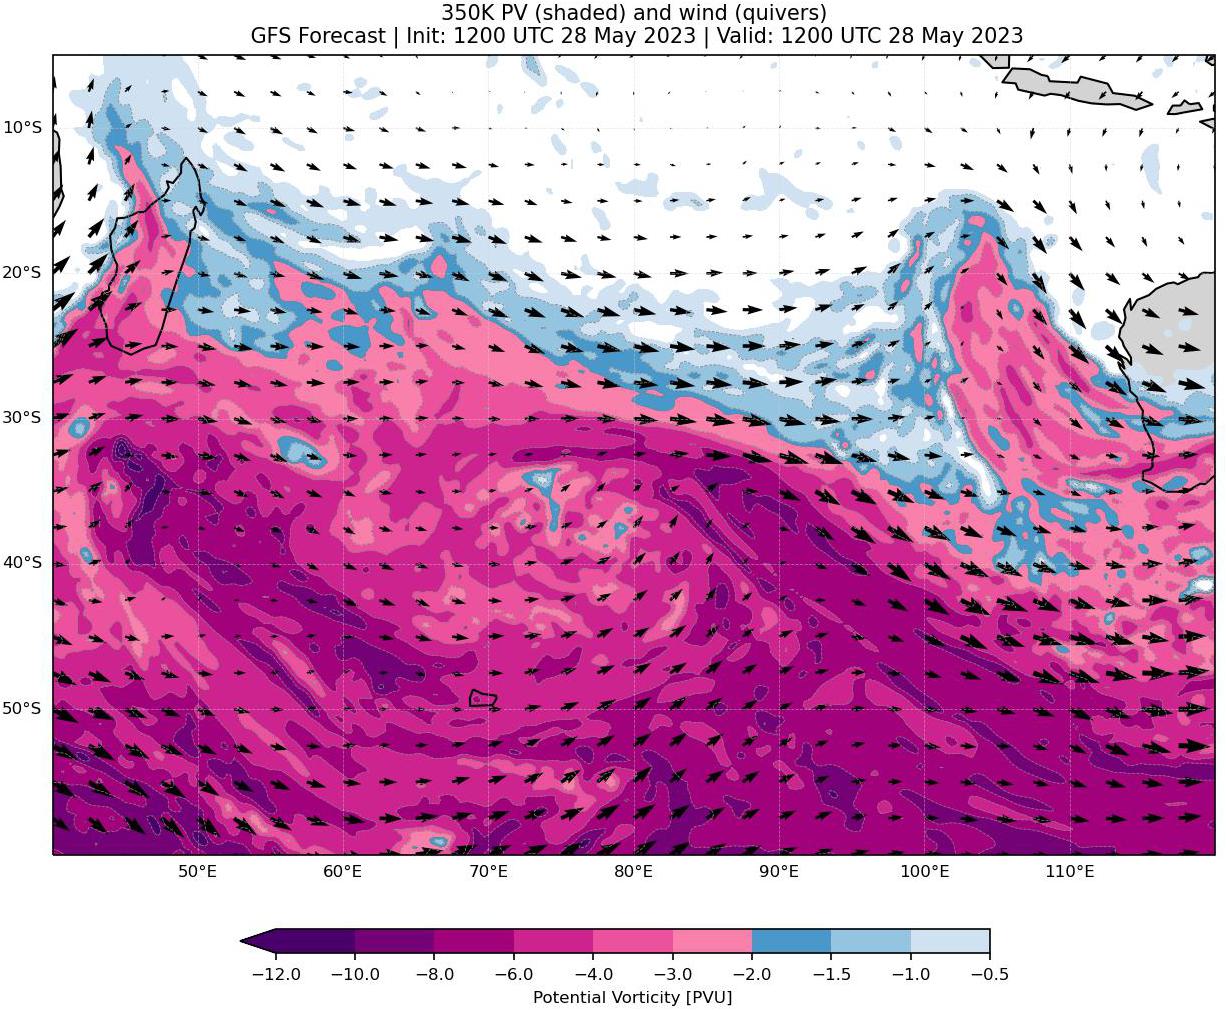 350K PV (shaded) and wind (quivers)
GFS Forecast | Init: 1200 UTC 28 May 2023 | Valid: 1200 UTC 28 May 2023
10°S
20°S
30°S
40°S
50°S
50°E 60°E 70°E 80°E 90°E 100°E 110°E
−12.0 −10.0 −8.0 −6.0 −4.0 −3.0 −2.0 −1.5 −1.0 −0.5
Potential Vorticity [PVU]